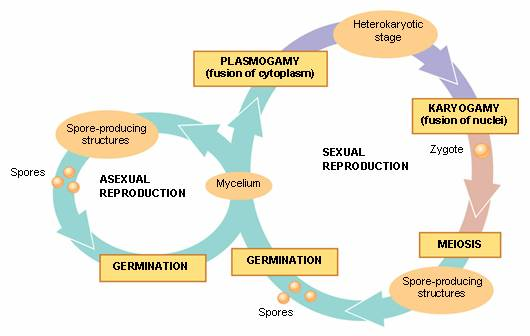 Heterokaryotic
stage
PLASMOGAMY
(fusion of cytoplasm)
KARYOGAMY
(fusion of nuclei)
Spore-producing
structures
SEXUAL
REPRODUCTION
Zygote
Spores
ASEXUAL
REPRODUCTION
Mycelium
MEIOSIS
GERMINATION
GERMINATION
Spore-producing
structures
Spores